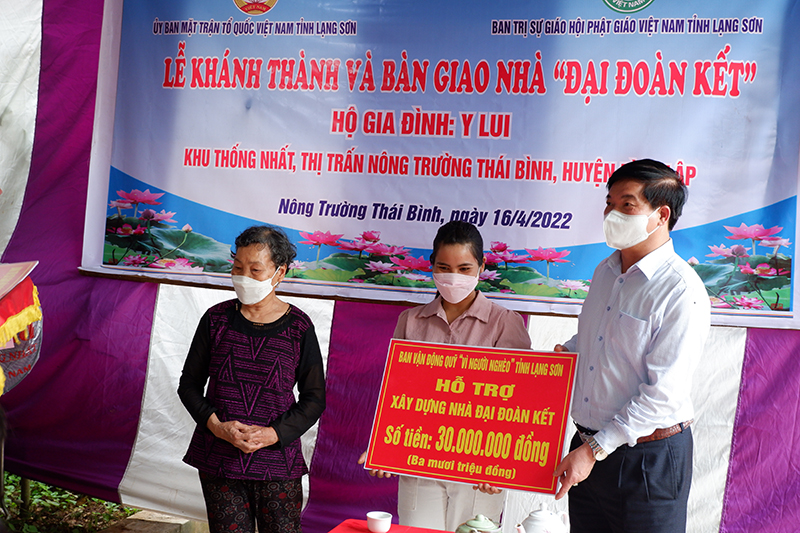 VIỆT NAM
VIỆT NAM
ỦY BAN MẶT TRẬN TỔ QUỐC VIỆT NAM TỈNH LẠNG SƠN
BAN TRỊ SỰ GIÁO HỘI PHẬT GIÁO VIỆT NAM TỈNH LẠNG SƠN
LỄ KHÁNH THÀNH VÀ BÀN GIAO NHÀ “ĐẠI ĐOÀN KẾT”
HỘ GIA ĐÌNH: Y LUI
KHU THỐNG NHẤT, THỊ TRẤN NÔNG TRƯỜNG THÁI BÌNH, HUYỆN
Nông Trường Thái Bình, ngày 16/4/2022
BAN VẬN ĐỘNG QUỸ "VÌ NGƯỜI NGHÈO" TỈNH LẠNG SƠN
HỖ TRỢ
XÂY DỰNG NHÀ ĐẠI ĐOÀN KẾT
Số tiền: 30.000.000 đồng
(Ba mươi triệu đồng)